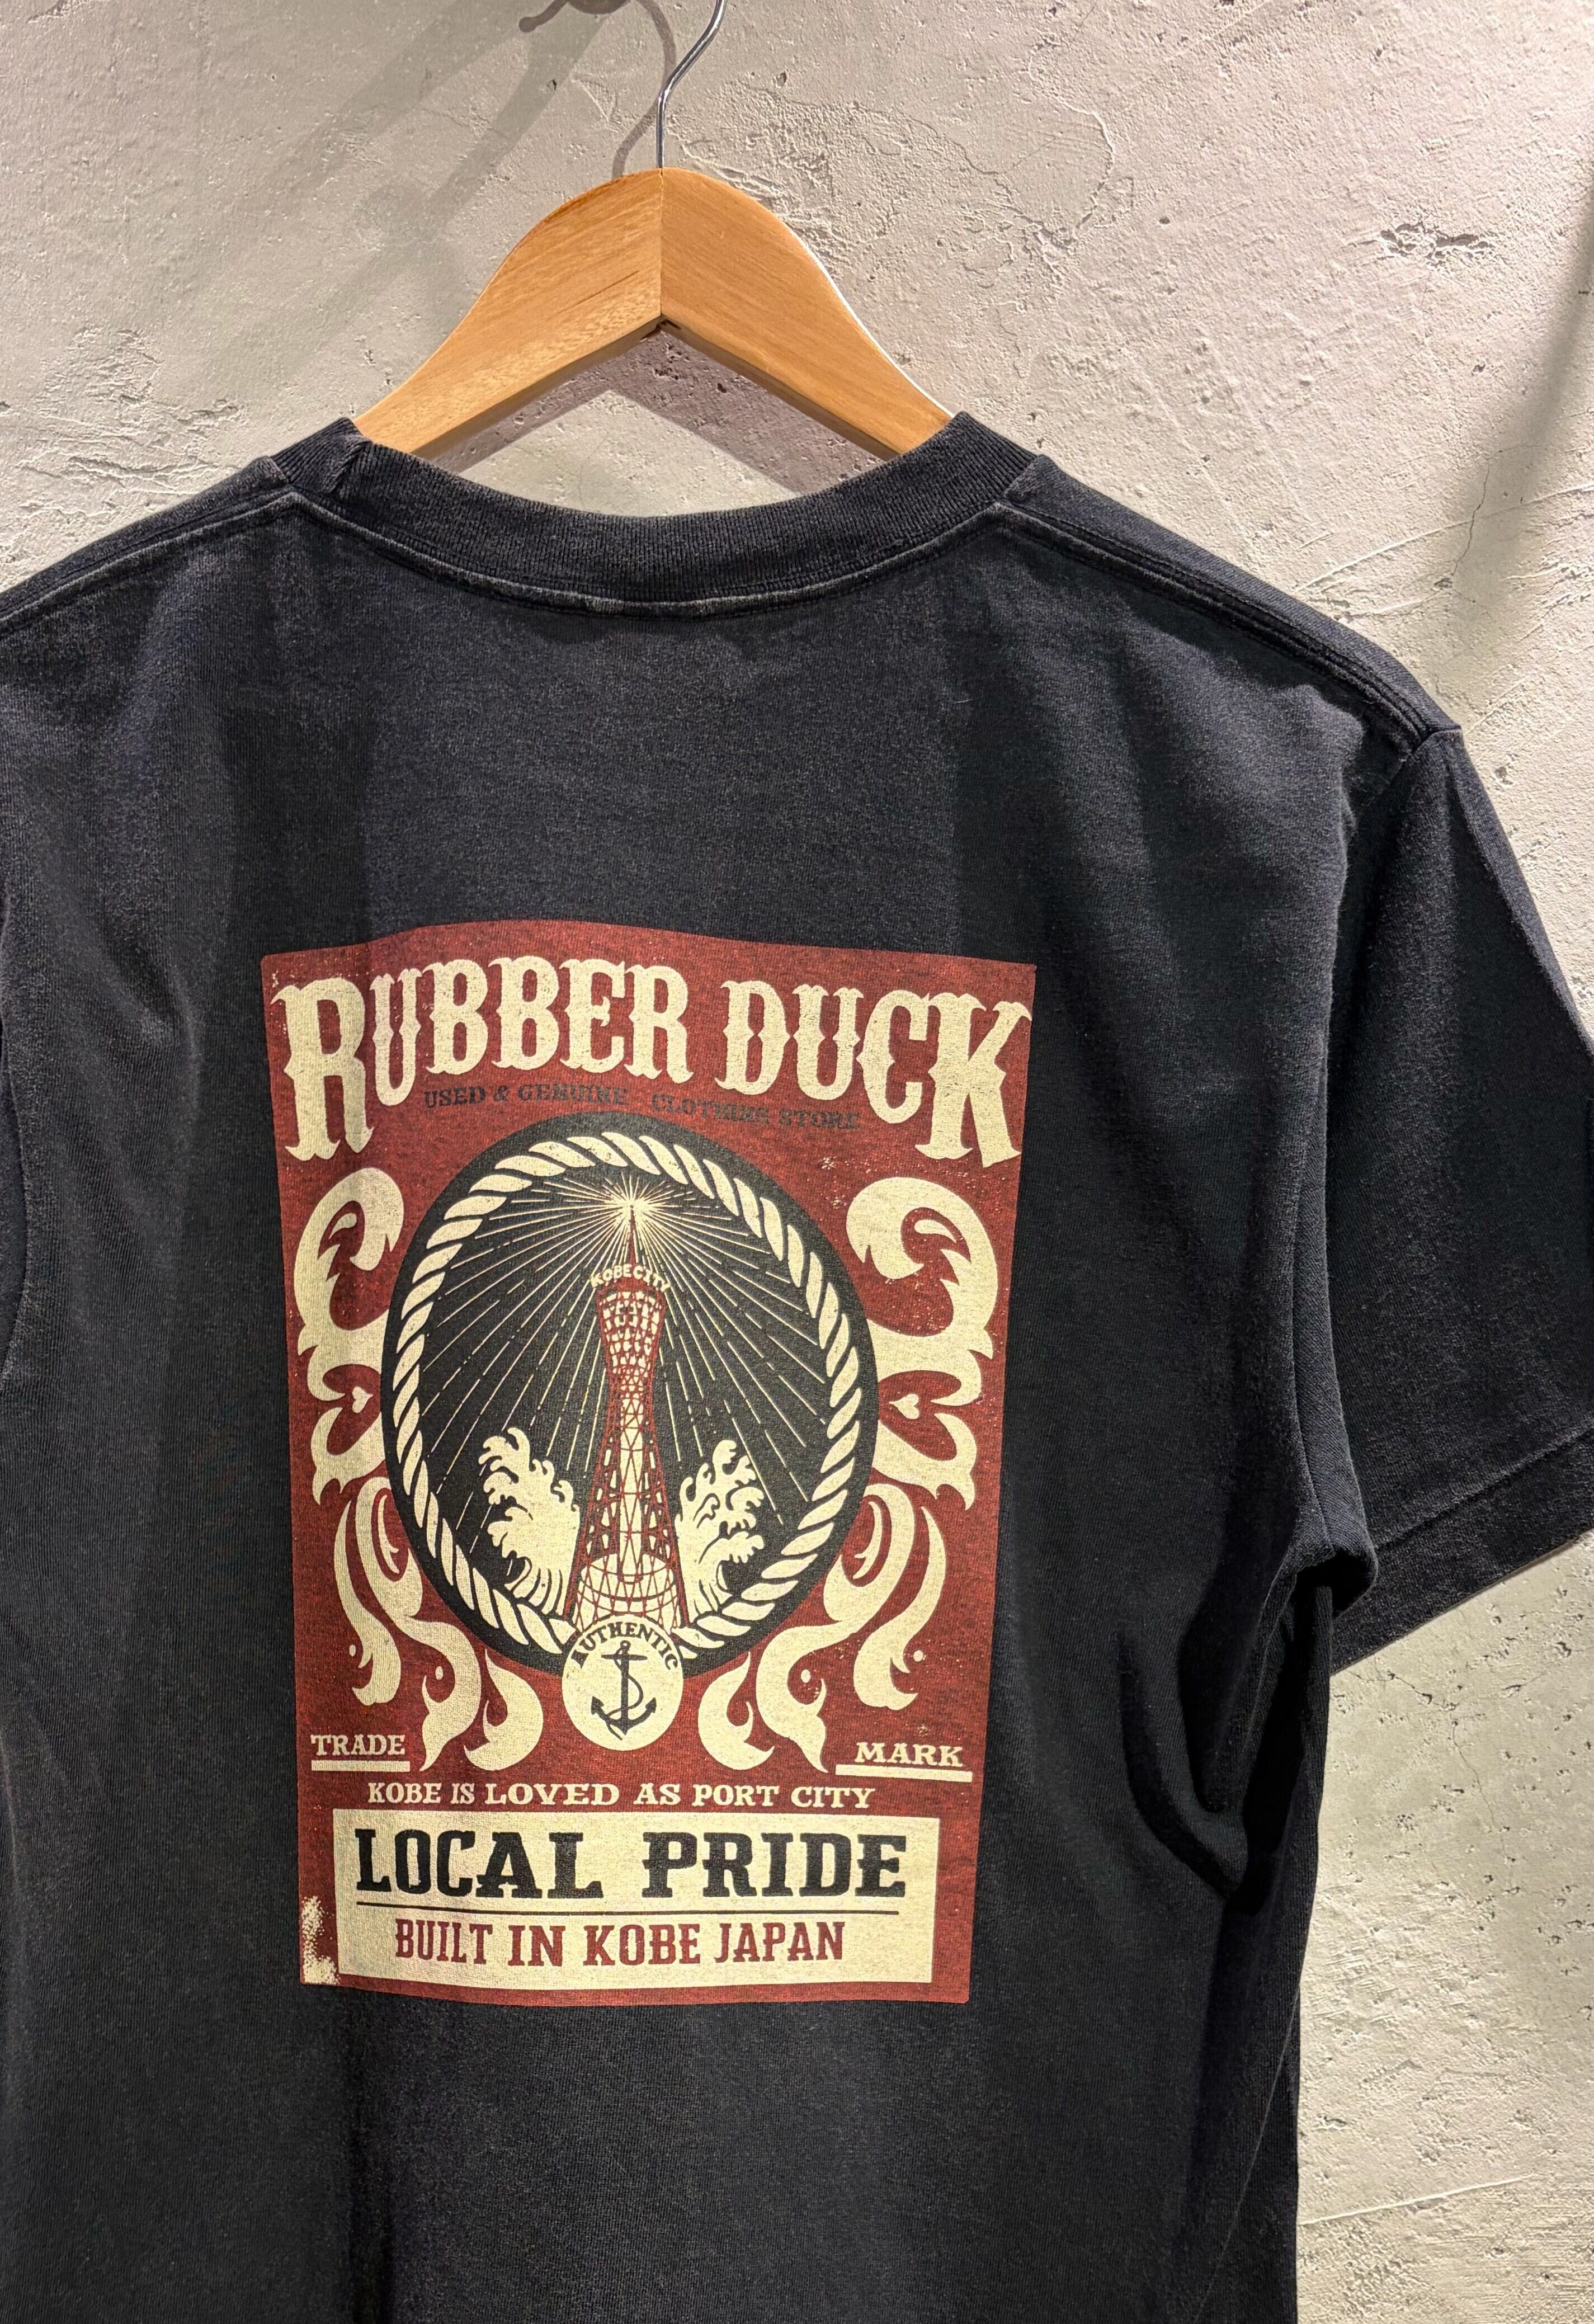 RUBBER DUCK
USED & GENUINE CLOTHING STORE
KOBE CITY
AUTHENTIC
TRADE MARK
KOBE IS LOVED AS PORT CITY
LOCAL PRIDE
BUILT IN KOBE JAPAN